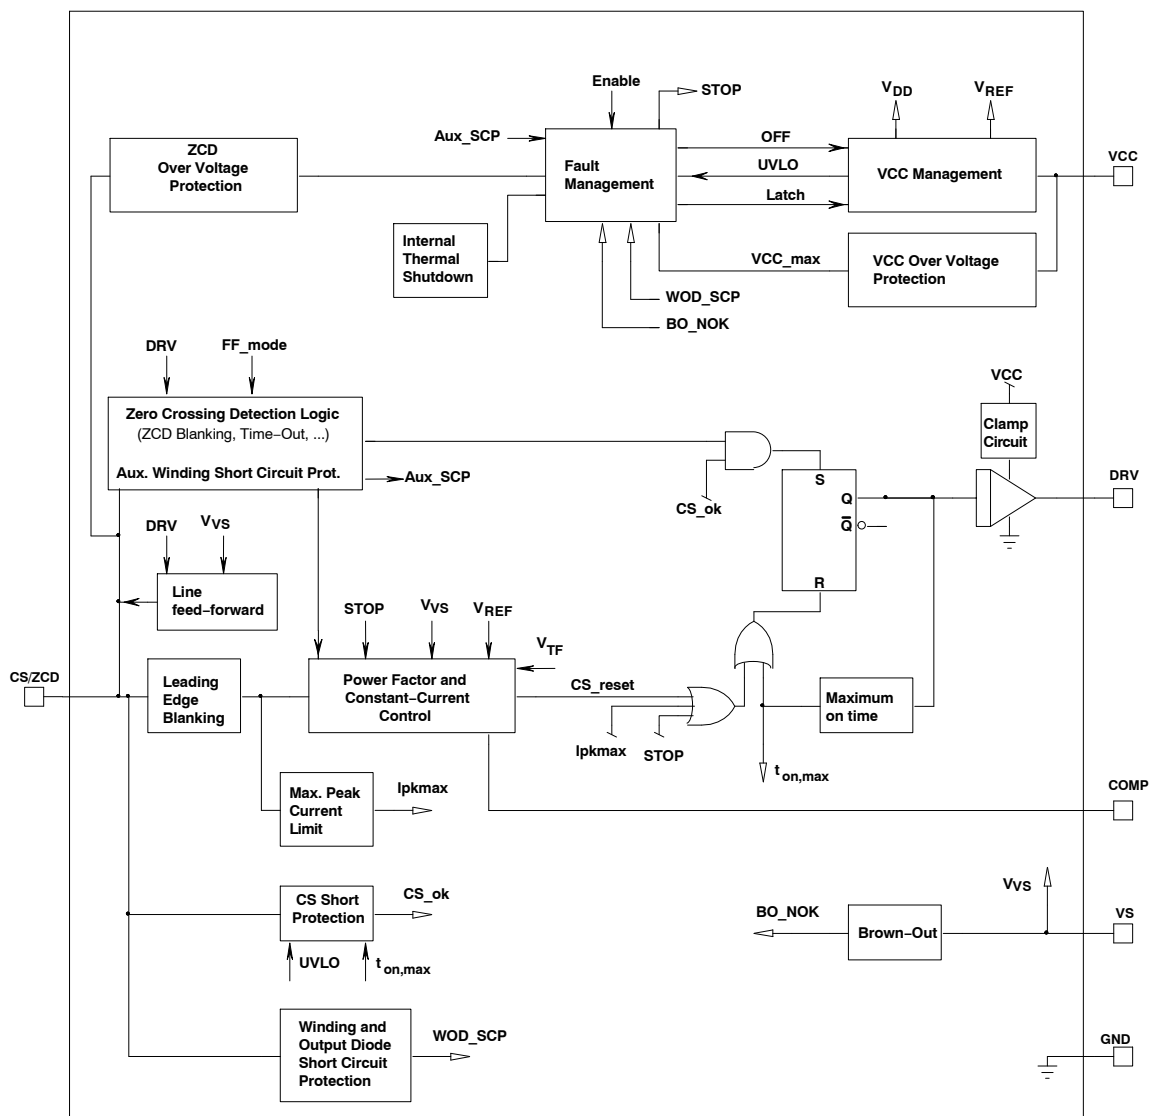 Enable
STOP
VDD
VREF
Aux_SCP
ZCD
Over Voltage
Protection
Fault
Management
OFF
UVLO
Latch
VCC Management
VCC
Internal
Thermal
Shutdown
VCC_max
VCC Over Voltage
Protection
WOD_SCP
BO_NOK
DRV
FF_mode
Zero Crossing Detection Logic
(ZCD Blanking, Time−Out, ...)
Aux. Winding Short Circuit Prot.
Aux_SCP
VCC
Clamp
Circuit
CS_ok
S
Q
Q
R
DRV
DRV
VVS
Line
feed−forward
STOP
VVS
VREF
VTF
CS/ZCD
Leading
Edge
Blanking
Power Factor and
Constant−Current
Control
CS_reset
Ipkmax
STOP
Maximum
on time
ton,max
Max. Peak
Current
Limit
Ipkmax
COMP
CS Short
Protection
CS_ok
UVLO
ton,max
BO_NOK
Brown−Out
VVS
VS
Winding and
Output Diode
Short Circuit
Protection
WOD_SCP
GND